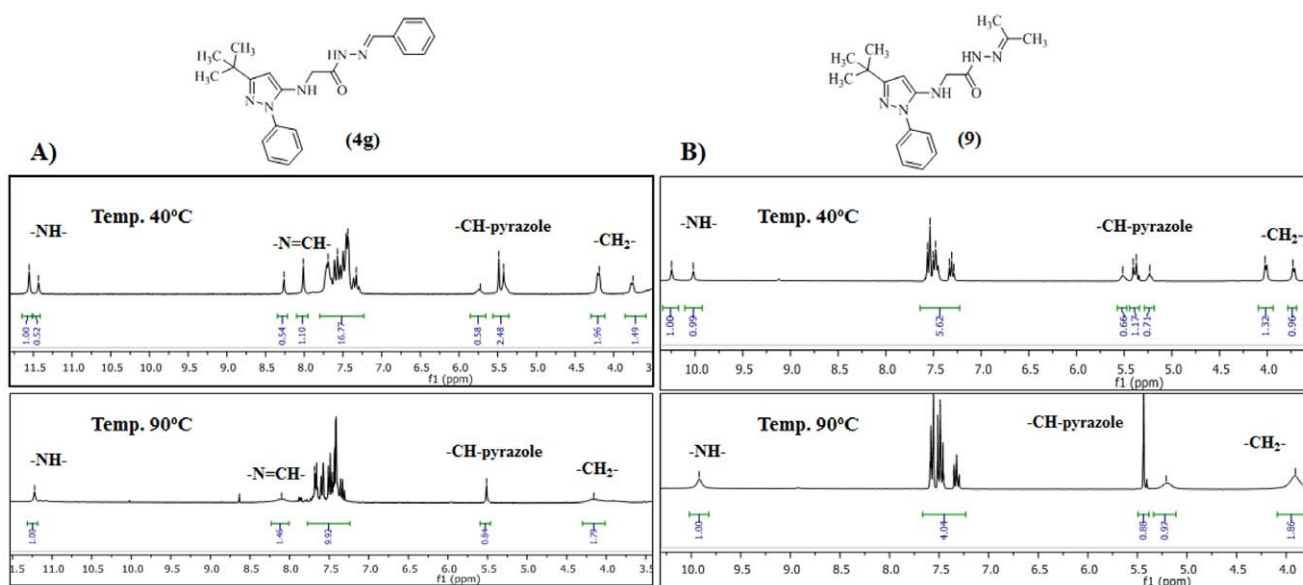 H₃C CH₃
H₃C
HN-N
NH O
N
N
(4g)
A)
Temp. 40ºC
-NH-
-N=CH-
-CH-pyrazole
-CH₂-
1.00
0.52
0.54
1.10
16.77
0.58
2.48
1.96
1.49
11.5 11.0 10.5 10.0 9.5 9.0 8.5 8.0 7.5 7.0 6.5 6.0 5.5 5.0 4.5 4.0 3.5
f1 (ppm)
Temp. 90ºC
-NH-
-N=CH-
-CH-pyrazole
-CH₂-
1.00
1.46
9.92
0.84
1.79
11.0 10.5 10.0 9.5 9.0 8.5 8.0 7.5 7.0 6.5 6.0 5.5 5.0 4.5 4.0
f1 (ppm)
H₃C
CH₃
H₃C CH₃
H₃C
HN-N
NH O
N
N
(9)
B)
Temp. 40ºC
-NH-
-CH-pyrazole
-CH₂-
1.00
0.99
5.62
0.66
1.17
0.71
1.32
0.96
10.0 9.5 9.0 8.5 8.0 7.5 7.0 6.5 6.0 5.5 5.0 4.5 4.0
f1 (ppm)
Temp. 90ºC
-NH-
-CH-pyrazole
-CH₂-
1.00
4.04
0.88
0.97
1.86
10.0 9.5 9.0 8.5 8.0 7.5 7.0 6.5 6.0 5.5 5.0 4.5 4.0
f1 (ppm)